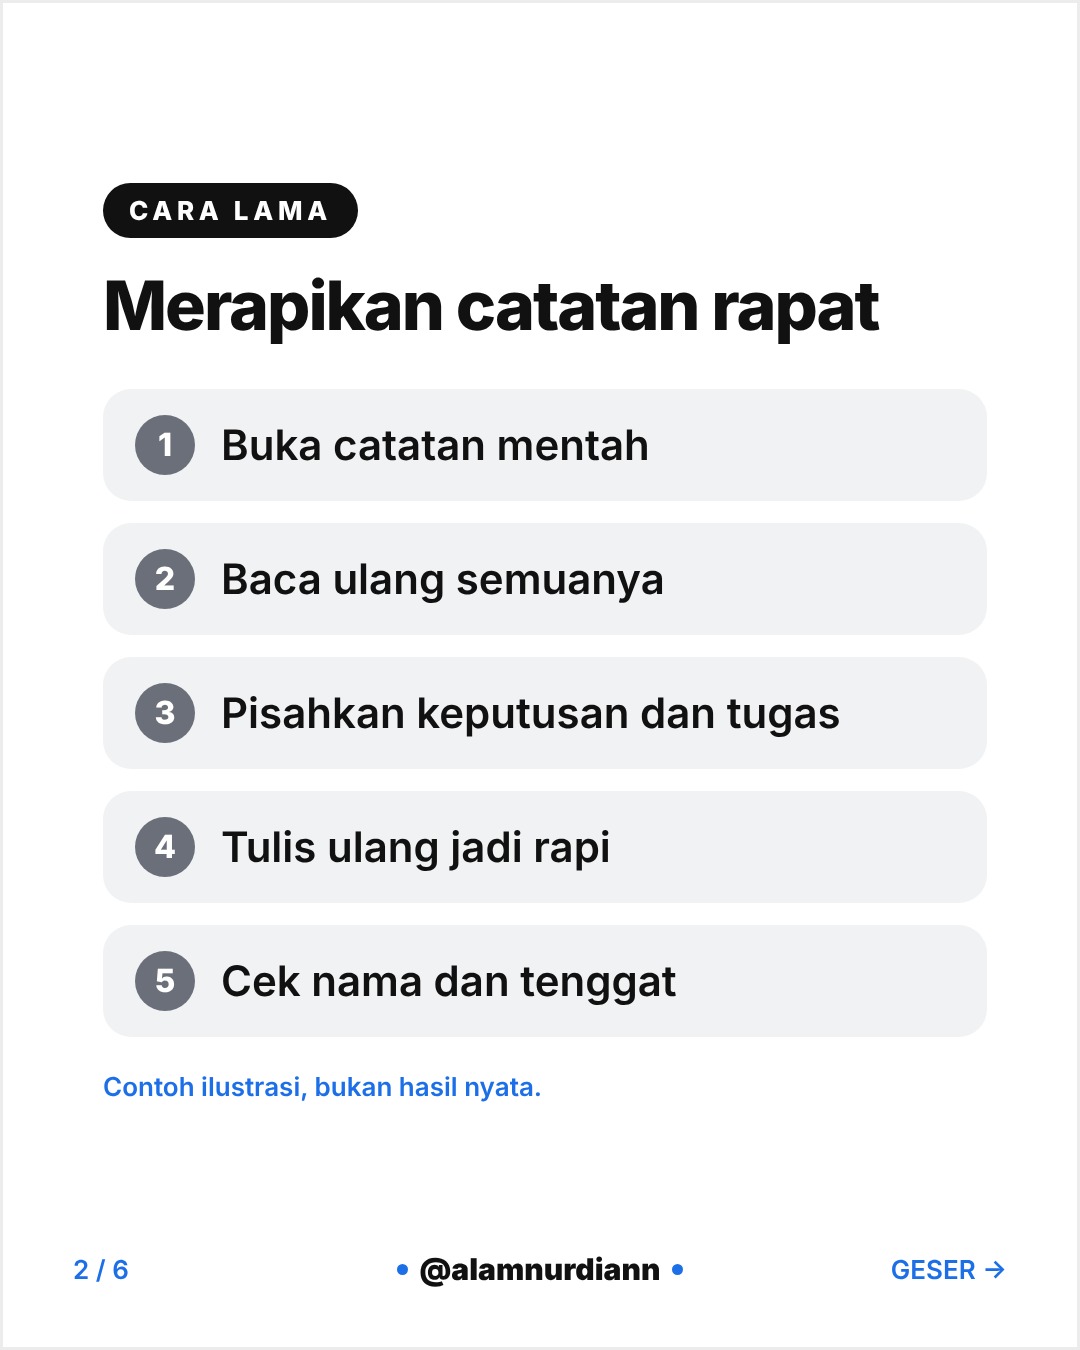 CARA LAMA
Merapikan catatan rapat
1 Buka catatan mentah
2 Baca ulang semuanya
3 Pisahkan keputusan dan tugas
4 Tulis ulang jadi rapi
5 Cek nama dan tenggat
Contoh ilustrasi, bukan hasil nyata.
2 / 6 • @alamnurdiann • GESER →